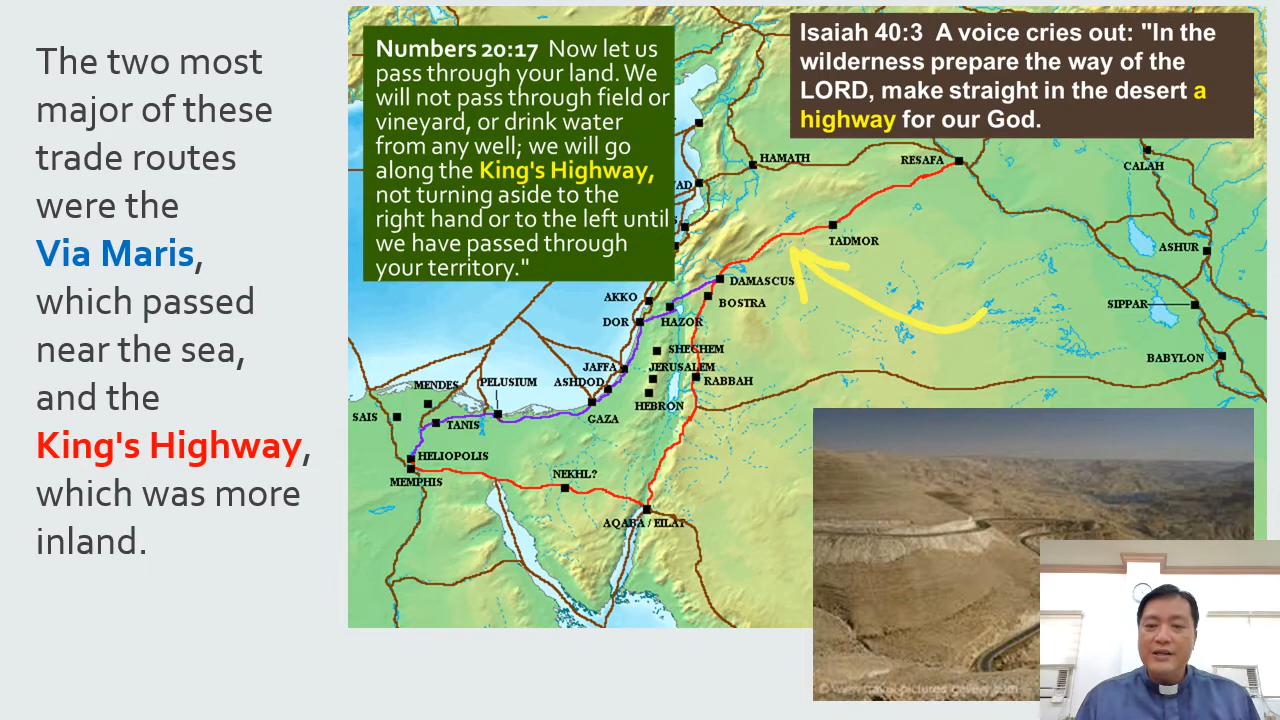 The two most
major of these
trade routes
were the
Via Maris,
which passed
near the sea,
and the
King's Highway,
which was more
inland.
Numbers 20:17 Now let us
pass through your land. We
will not pass through field or
vineyard, or drink water
from any well; we will go
along the King's Highway,
not turning aside to the
right hand or to the left until
we have passed through
your territory."
Isaiah 40:3 A voice cries out: "In the
wilderness prepare the way of the
LORD, make straight in the desert a
highway for our God.
HAMATH
RESAFA
CALAH
TADMOR
ASHUR
DAMASCUS
AKKO
BOSTRA
SIPPAR
DOR
HAZOR
SHECHEM
BABYLON
JAFFA
JERUSALEM
MENDES
PELUSIUM
ASHDOD
RABBAH
HEBRON
SAIS
TANIS
GAZA
HELIOPOLIS
MEMPHIS
NEKHL?
AQABA / EILAT